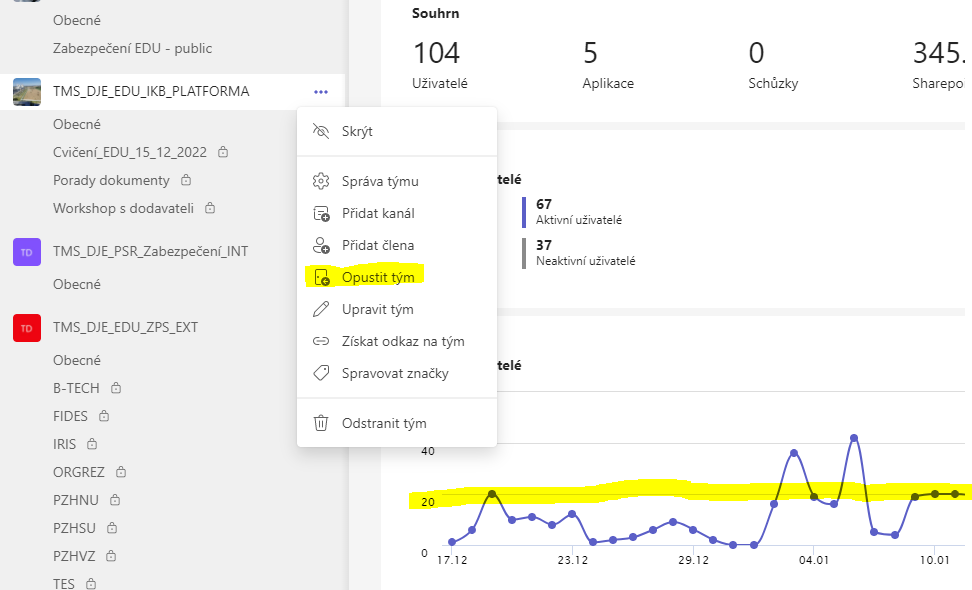 Obecné
Zabezpečení EDU - public
TMS_DJE_EDU_IKB_PLATFORMA
Obecné
Cvičení_EDU_15_12_2022
Porady dokumenty
Workshop s dodavateli
TD
TMS_DJE_PSR_Zabezpečení_INT
Obecné
TD
TMS_DJE_EDU_ZPS_EXT
Obecné
B-TECH
FIDES
IRIS
ORGREZ
PZHNU
PZHSU
PZHVZ
TES
Skrýt
Správa týmu
Přidat kanál
Přidat člena
Opustit tým
Upravit tým
Získat odkaz na tým
Spravovat značky
Odstranit tým
Souhrn
104
Uživatelé
5
Aplikace
0
Schůzky
345.
Sharepo
telé
67
Aktivní uživatelé
37
Neaktivní uživatelé
telé
40
20
0
17.12
23.12
29.12
04.01
10.01